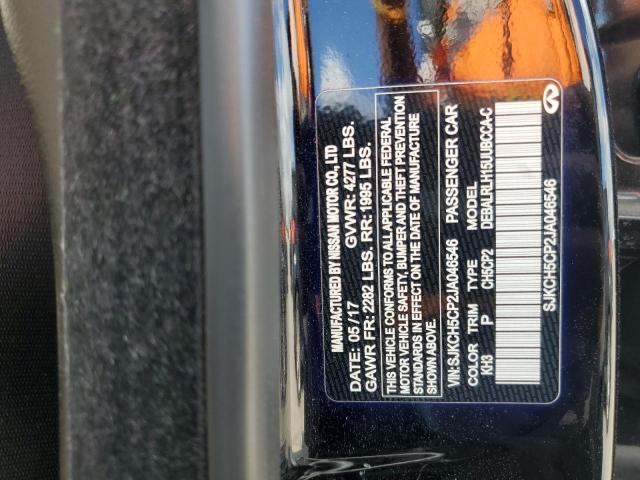 MANUFACTURED BY NISSAN MOTOR CO., LTD
DATE: 05/17 GVWR: 4277 LBS.
GAWR FR: 2282 LBS. RR: 1995 LBS.
THIS VEHICLE CONFORMS TO ALL APPLICABLE FEDERAL
MOTOR VEHICLE SAFETY, BUMPER AND THEFT PREVENTION
STANDARDS IN EFFECT ON THE DATE OF MANUFACTURE
SHOWN ABOVE.
VIN: SJKCH5CP2JA046546 PASSENGER CAR
COLOR TRIM TYPE MODEL
KH3 P CH5CP2 DEBALRLH15UUBCCA-C
SJKCH5CP2JA046546